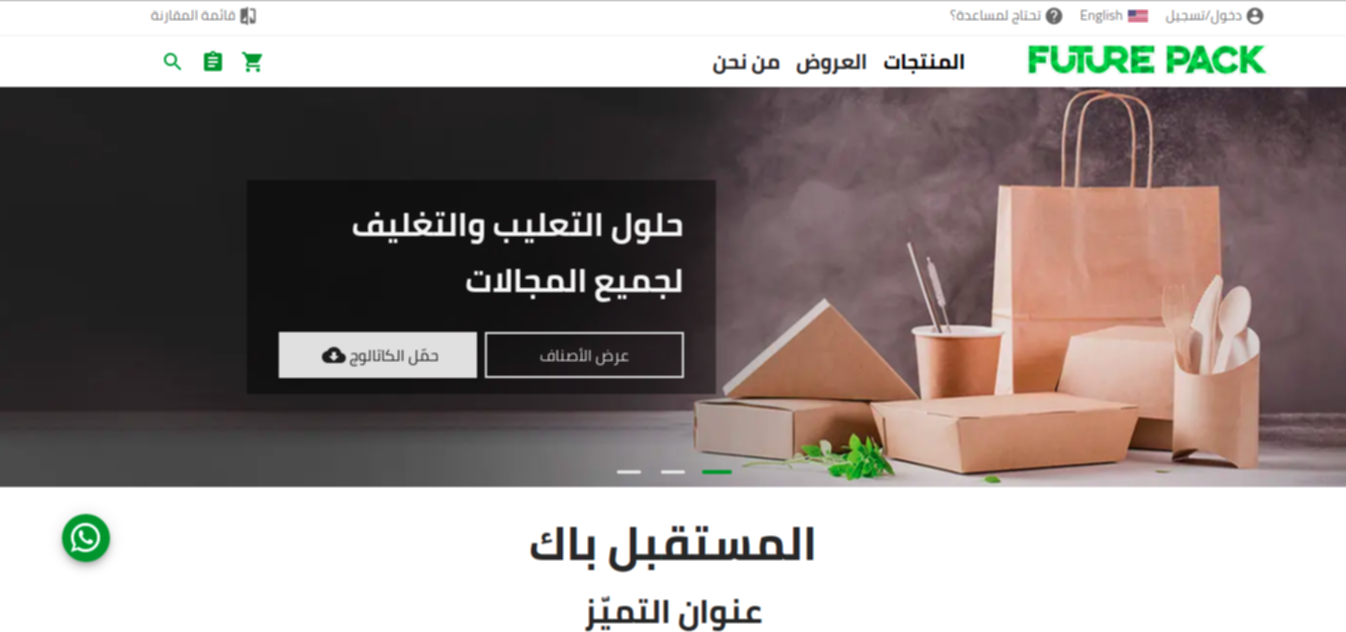 دخول/تسجيل
English
تحتاج لمساعدة؟
قائمة المقارنة
FUTURE PACK
المنتجات
العروض
من نحن
حلول التعليب والتغليف
لجميع المجالات
عرض الأصناف
حمّل الكاتالوج
المستقبل باك
عنوان التميّز